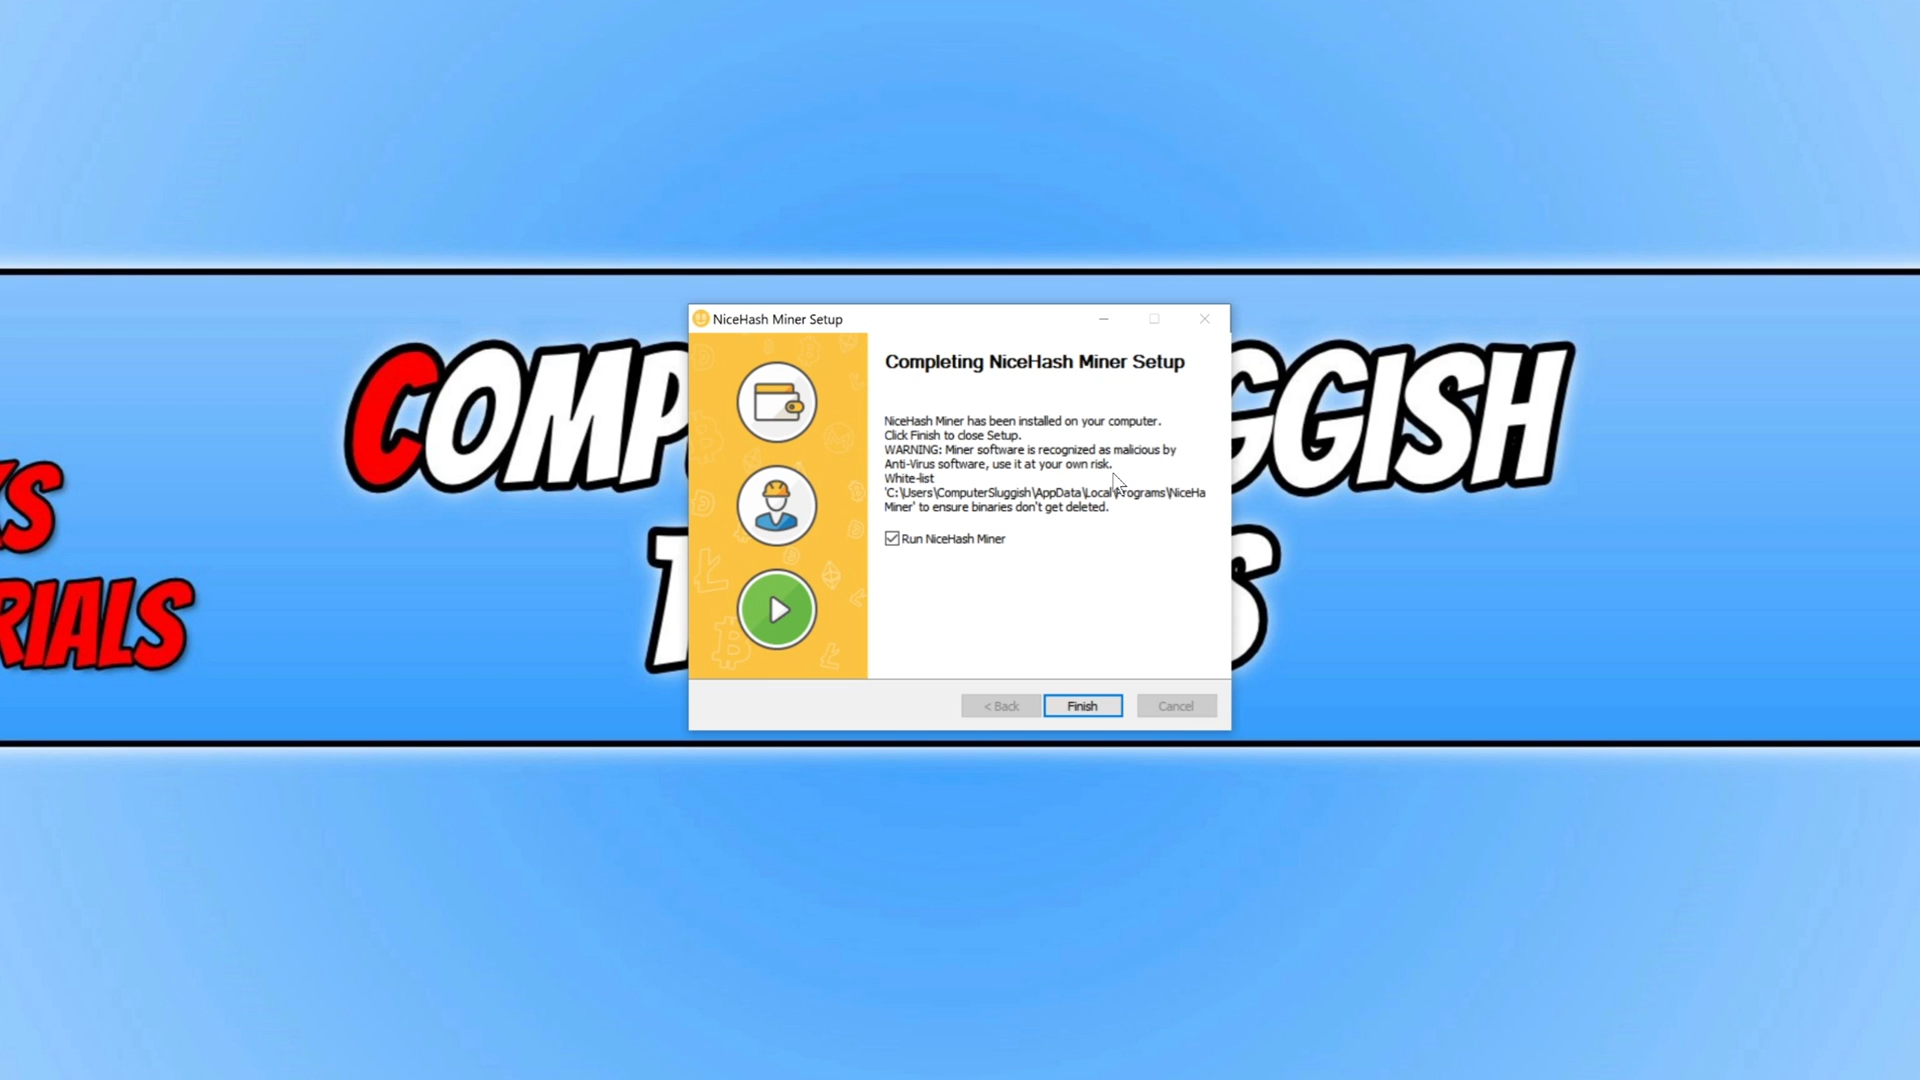 NiceHash Miner Setup
Completing NiceHash Miner Setup
NiceHash Miner has been installed on your computer.
Click Finish to close Setup.
WARNING: Miner software is recognized as malicious by
Anti-Virus software, use it at your own risk.
White-list
'C:\Users\ComputerSluggish\AppData\Local\Programs\NiceHa
Miner' to ensure binaries don't get deleted.
Run NiceHash Miner
< Back
Finish
Cancel
COMP
GGISH
T
S
KS
RIALS